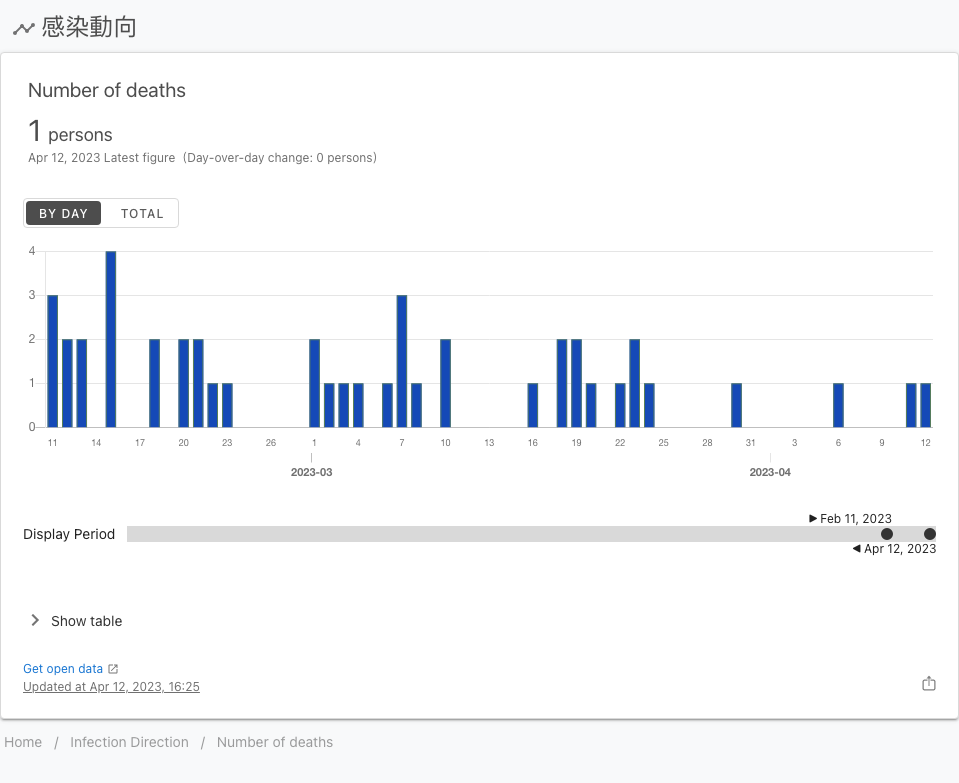 感染動向
Number of deaths
1 persons
Apr 12, 2023 Latest figure (Day-over-day change: 0 persons)
BY DAY TOTAL
4
3
2
1
0
11 14 17 20 23 26 1 4 7 10 13 16 19 22 25 28 31 3 6 9 12
2023-03 2023-04
Feb 11, 2023
Display Period
Apr 12, 2023
Show table
Get open data
Updated at Apr 12, 2023, 16:25
Home / Infection Direction / Number of deaths